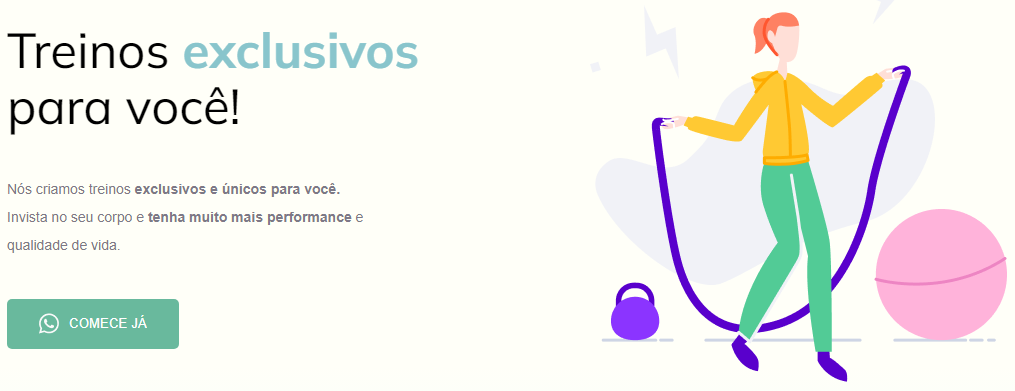 Treinos exclusivos
para você!
Nós criamos treinos exclusivos e únicos para você.
Invista no seu corpo e tenha muito mais performance e
qualidade de vida.
COMECE JÁ